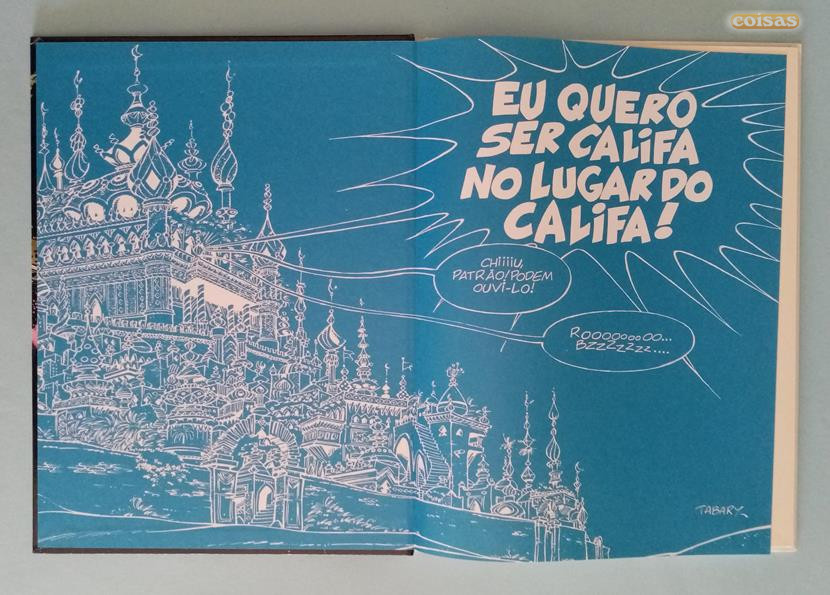 coisas
EU QUERO
SER CALIFA
NO LUGAR DO
CALIFA!
CHIIIIU,
PATRÃO! PODEM
OUVI-LO!
ROOOOOOOOO...
BZZZZZZZ....
TABARY